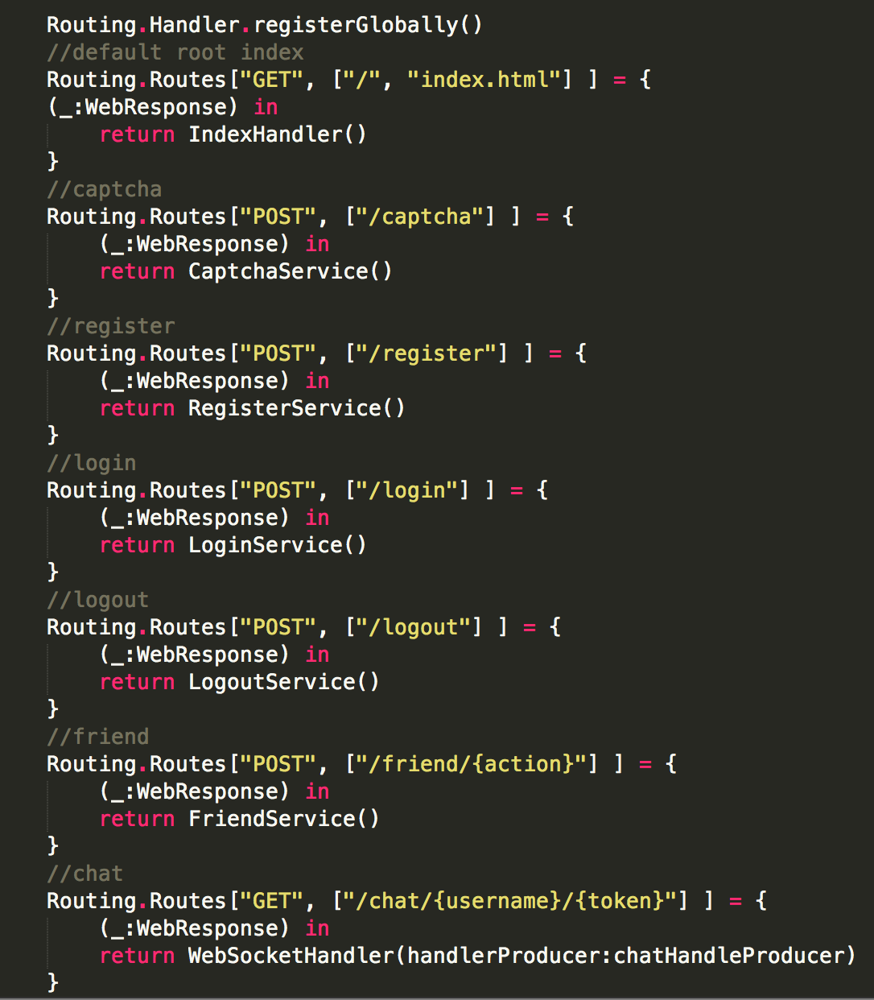 Routing.Handler.registerGlobally()
//default root index
Routing.Routes["GET", ["/", "index.html"] ] = {
(_:WebResponse) in
    return IndexHandler()
}
//captcha
Routing.Routes["POST", ["/captcha"] ] = {
    (_:WebResponse) in
    return CaptchaService()
}
//register
Routing.Routes["POST", ["/register"] ] = {
    (_:WebResponse) in
    return RegisterService()
}
//login
Routing.Routes["POST", ["/login"] ] = {
    (_:WebResponse) in
    return LoginService()
}
//logout
Routing.Routes["POST", ["/logout"] ] = {
    (_:WebResponse) in
    return LogoutService()
}
//friend
Routing.Routes["POST", ["/friend/{action}"] ] = {
    (_:WebResponse) in
    return FriendService()
}
//chat
Routing.Routes["GET", ["/chat/{username}/{token}"] ] = {
    (_:WebResponse) in
    return WebSocketHandler(handlerProducer:chatHandleProducer)
}